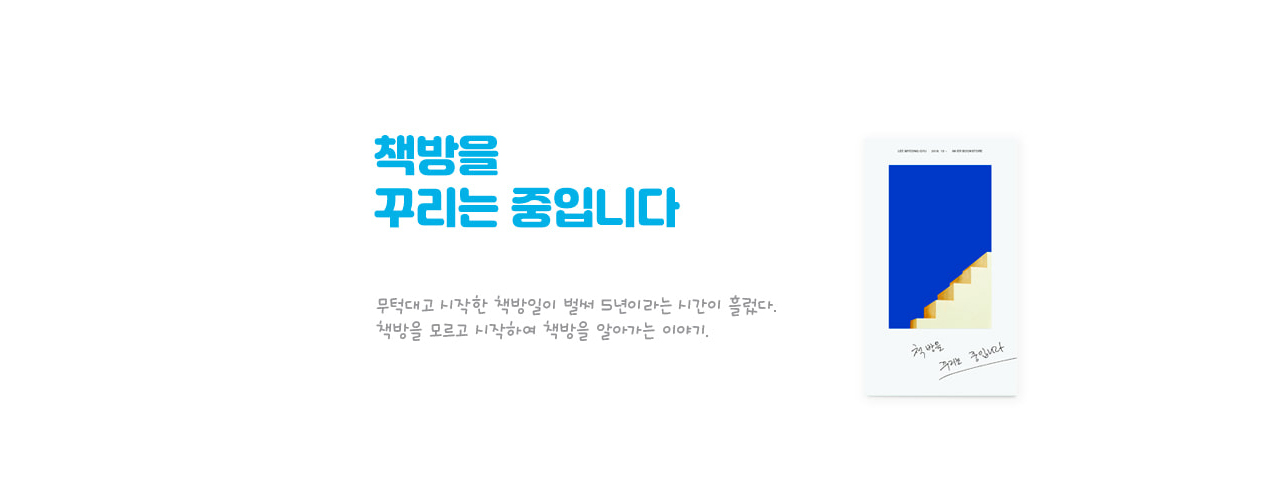 책방을
꾸리는 중입니다
무턱대고 시작한 책방일이 벌써 5년이라는 시간이 흘렀다.
책방을 모르고 시작하여 책방을 알아가는 이야기.
책방을
꾸리는 중입니다